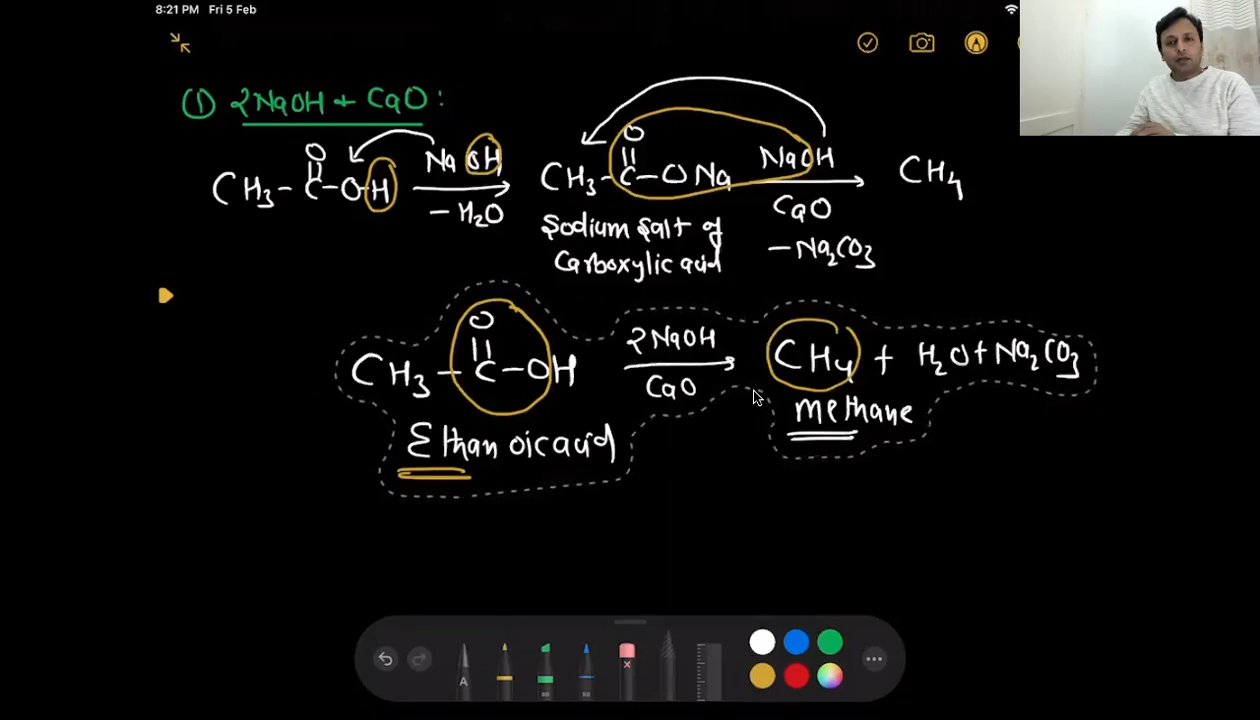 8:21 PM Fri 5 Feb
(1) 2NaOH + CaO:
CH3-C-OH
O
NaOH
-H2O
CH3-C-ONa
O
NaOH
CaO
-Na2CO3
CH4
Sodium Salt of
Carboxylic acid
CH3-C-OH
O
2NaOH
CaO
CH4 + H2O + Na2CO3
Ethanoic acid
methane
A